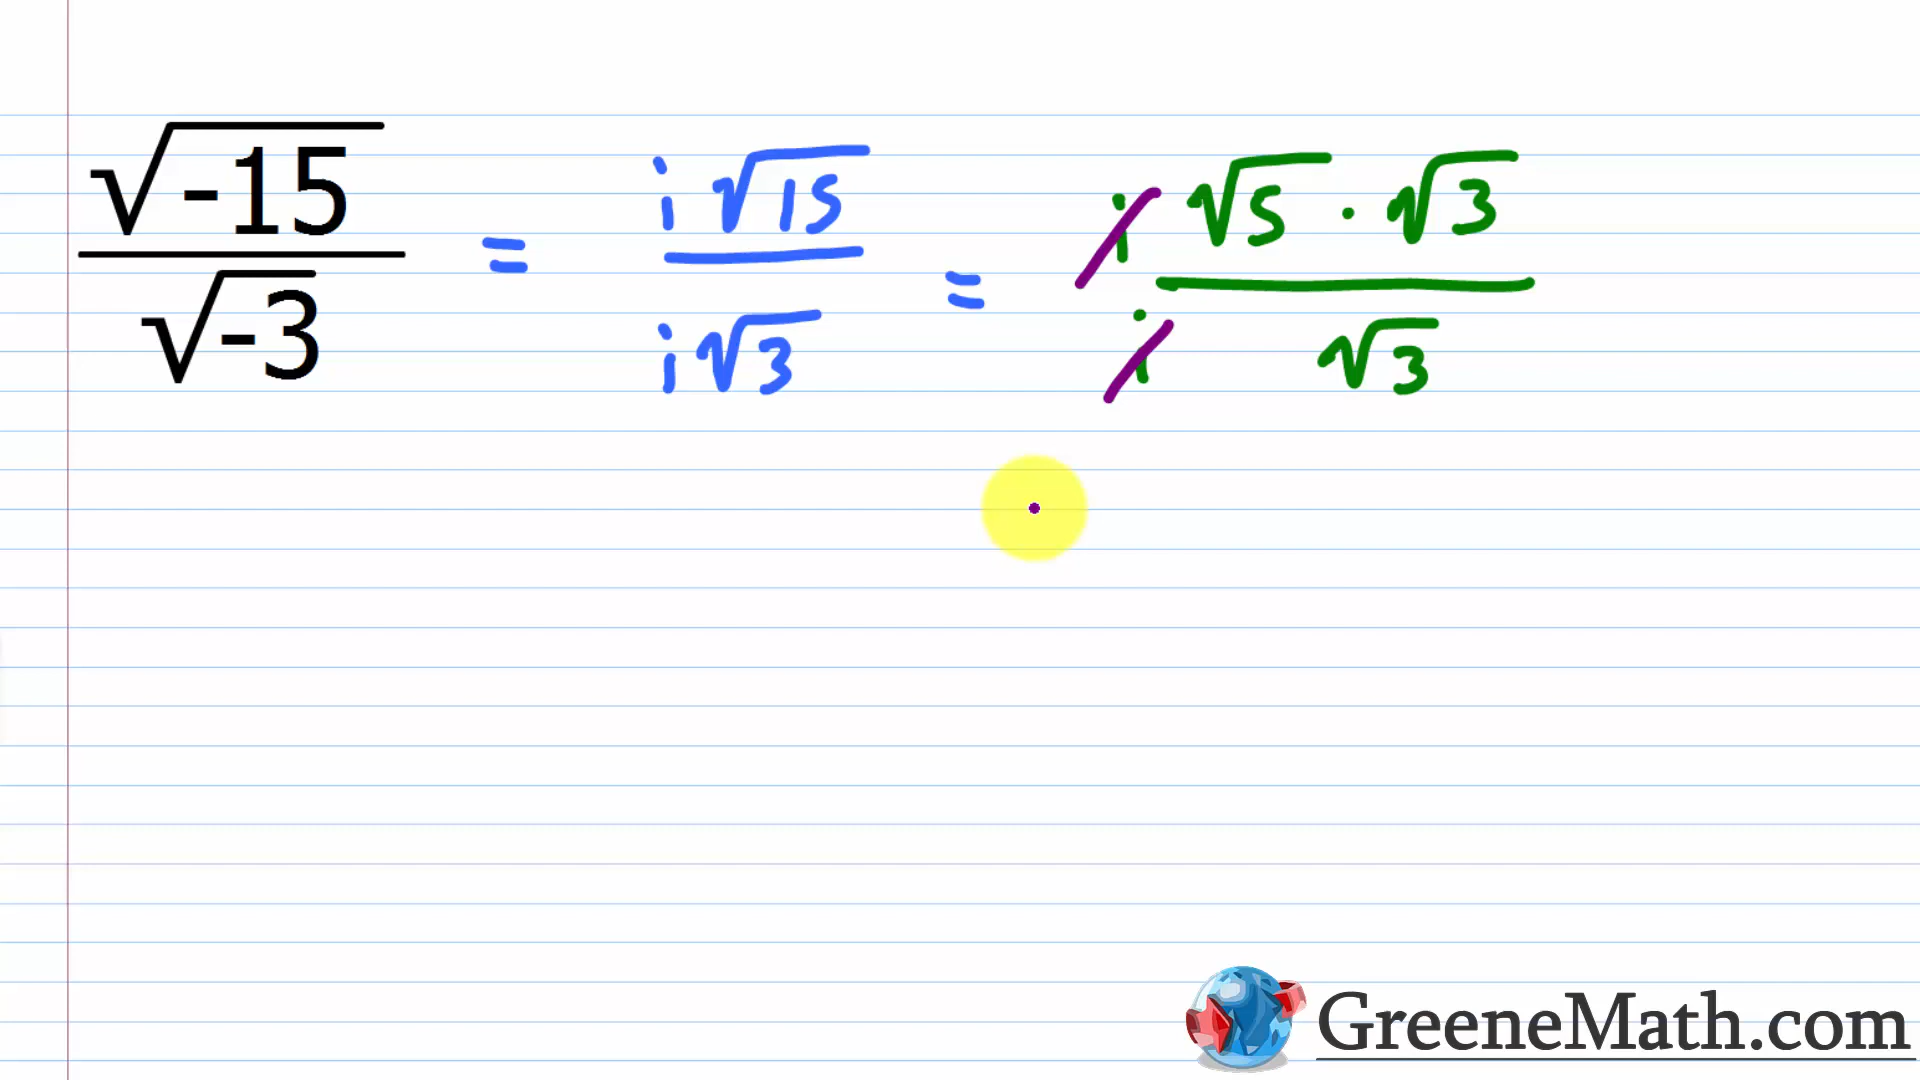 √-15 / √-3 = i√15 / i√3 = i√5 · √3 / i√3
GreeneMath.com